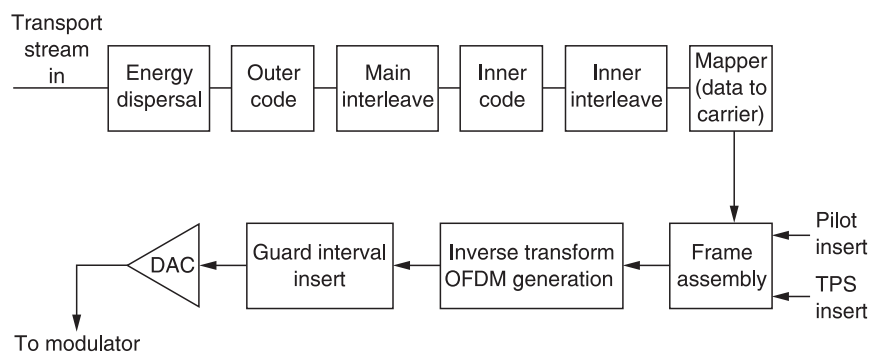 Transport
stream
in
Energy
dispersal
Outer
code
Main
interleave
Inner
code
Inner
interleave
Mapper
(data to
carrier)
Pilot
insert
Frame
assembly
TPS
insert
Inverse transform
OFDM generation
Guard interval
insert
DAC
To modulator